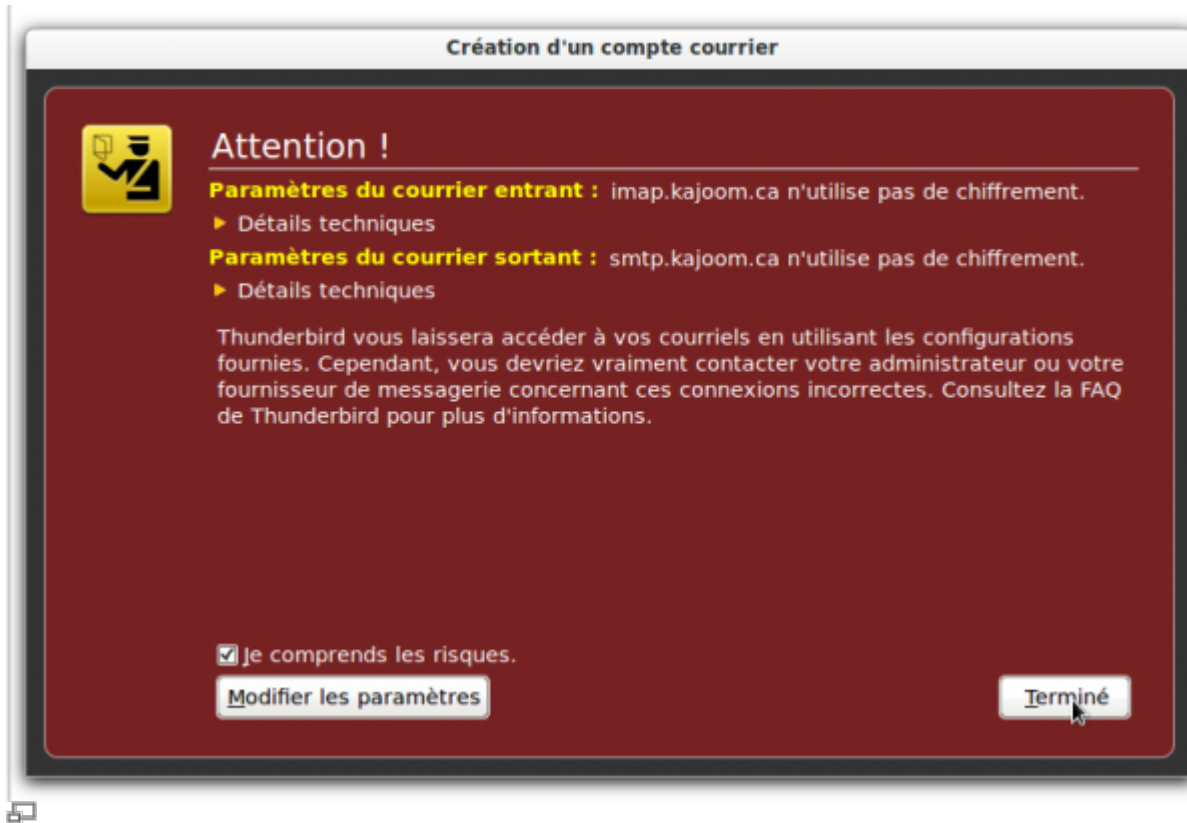 Création d'un compte courrier
Attention !
Paramètres du courrier entrant : imap.kajoom.ca n'utilise pas de chiffrement.
Détails techniques
Paramètres du courrier sortant : smtp.kajoom.ca n'utilise pas de chiffrement.
Détails techniques
Thunderbird vous laissera accéder à vos courriels en utilisant les configurations
fournies. Cependant, vous devriez vraiment contacter votre administrateur ou votre
fournisseur de messagerie concernant ces connexions incorrectes. Consultez la FAQ
de Thunderbird pour plus d'informations.
Je comprends les risques.
Modifier les paramètres
Terminé